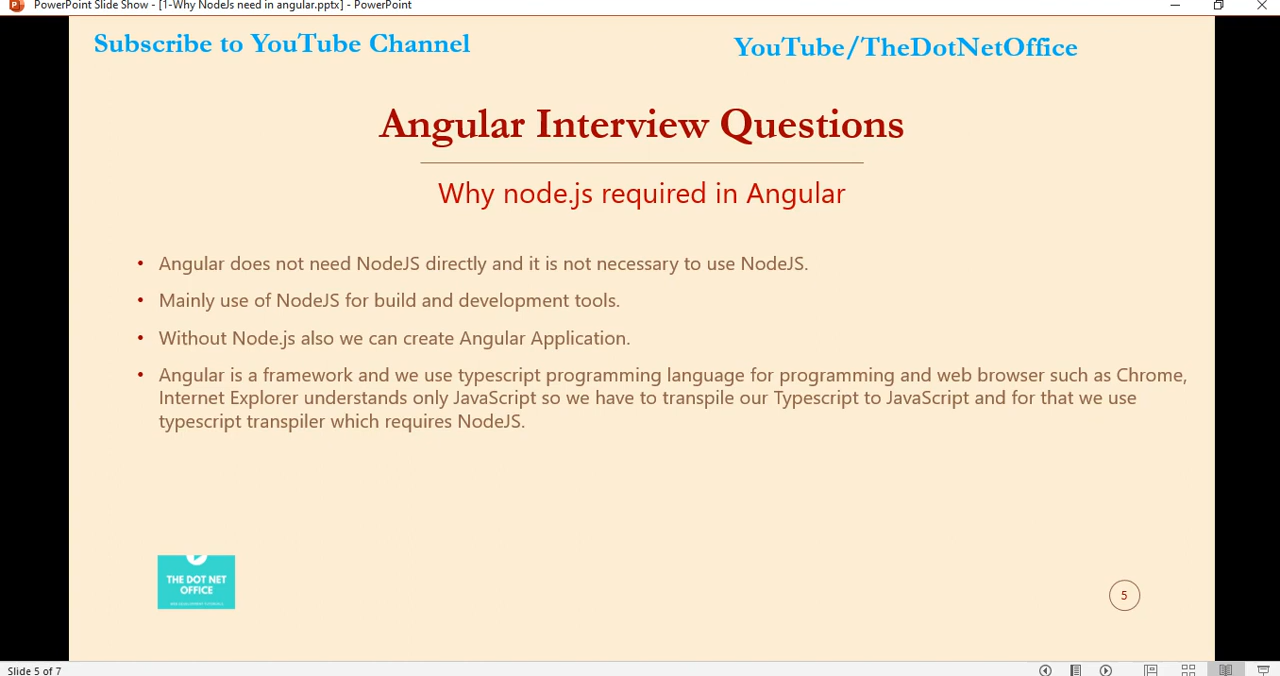 PowerPoint Slide Show - [1-Why NodeJs need in angular.pptx] - PowerPoint
Subscribe to YouTube Channel
YouTube/TheDotNetOffice
Angular Interview Questions
Why node.js required in Angular
• Angular does not need NodeJS directly and it is not necessary to use NodeJS.
• Mainly use of NodeJS for build and development tools.
• Without Node.js also we can create Angular Application.
• Angular is a framework and we use typescript programming language for programming and web browser such as Chrome,
Internet Explorer understands only JavaScript so we have to transpile our Typescript to JavaScript and for that we use
typescript transpiler which requires NodeJS.
THE DOT NET
OFFICE
5
Slide 5 of 7